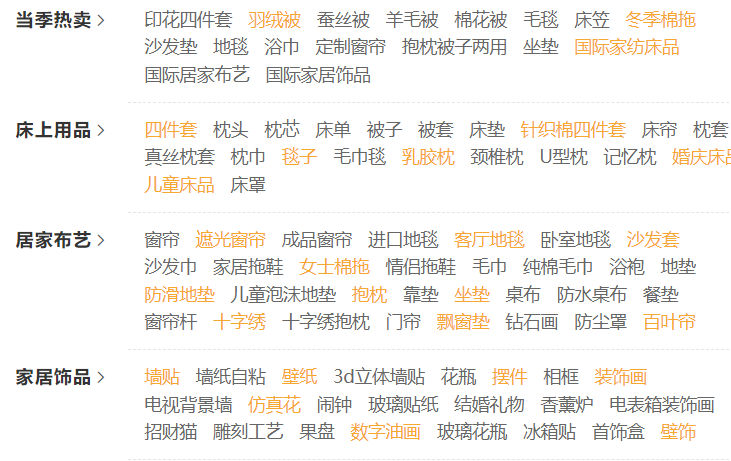 当季热卖 > 印花四件套 羽绒被 蚕丝被 羊毛被 棉花被 毛毯 床笠 冬季棉拖
沙发垫 地毯 浴巾 定制窗帘 抱枕被子两用 坐垫 国际家纺床品
国际居家布艺 国际家居饰品
床上用品 > 四件套 枕头 枕芯 床单 被子 被套 床垫 针织棉四件套 床帘 枕套
真丝枕套 枕巾 毯子 毛巾毯 乳胶枕 颈椎枕 U型枕 记忆枕 婚庆床品
儿童床品 床罩
居家布艺 > 窗帘 遮光窗帘 成品窗帘 进口地毯 客厅地毯 卧室地毯 沙发套
沙发巾 家居拖鞋 女士棉拖 情侣拖鞋 毛巾 纯棉毛巾 浴袍 地垫
防滑地垫 儿童泡沫地垫 抱枕 靠垫 坐垫 桌布 防水桌布 餐垫
窗帘杆 十字绣 十字绣抱枕 门帘 飘窗垫 钻石画 防尘罩 百叶帘
家居饰品 > 墙贴 墙纸自粘 壁纸 3d立体墙贴 花瓶 摆件 相框 装饰画
电视背景墙 仿真花 闹钟 玻璃贴纸 结婚礼物 香薰炉 电表箱装饰画
招财猫 雕刻工艺 果盘 数字油画 玻璃花瓶 冰箱贴 首饰盒 壁饰